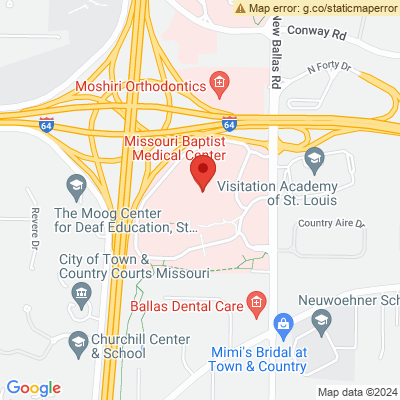 Map error: g.co/staticmaperror
Conway Rd
New Ballas Rd
N Forty Dr
Moshiri Orthodontics
64
64
Missouri Baptist
Medical Center
Visitation Academy
of St. Louis
The Moog Center
for Deaf Education, St...
Revere Dr
Country Aire Dr
City of Town &
Country Courts Missouri
Ballas Dental Care
Neuwoehner Sch
Churchill Center
& School
Mimi's Bridal at
Town & Country
Google
Map data ©2024